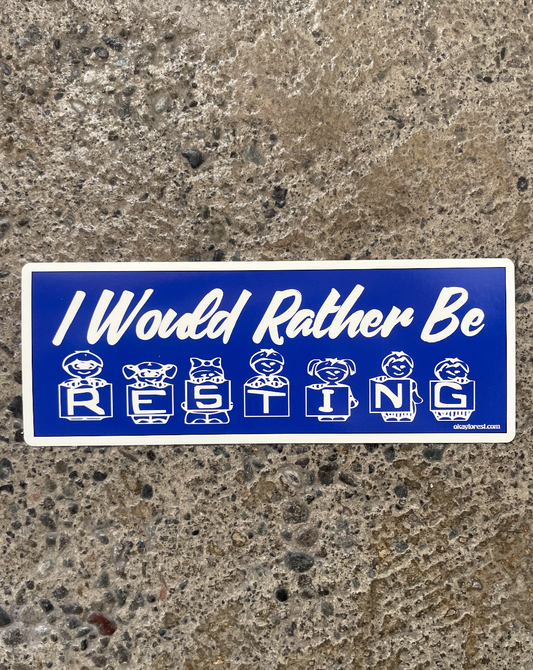 I Would Rather Be
RESTING
okayforest.com